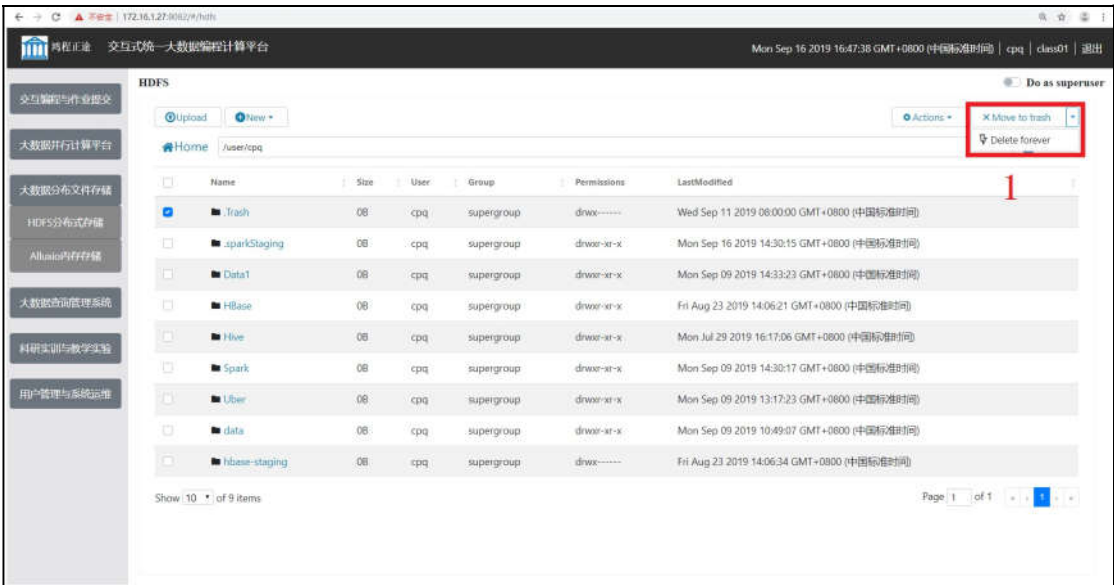 不安全 | 172.16.1.27:8082/#/hdfs
鸿程正途 交互式统一大数据编程计算平台 Mon Sep 16 2019 16:47:38 GMT+0800 (中国标准时间) | cpq | class01 | 退出
交互编程与作业提交
大数据并行计算平台
大数据分布文件存储
HDFS分布式存储
Alluxio内存存储
大数据查询管理系统
科研实训与教学实验
用户管理与系统运维
HDFS Do as superuser
Upload New Actions Move to trash
Delete forever
Home /user/cpq
1
Name Size User Group Permissions LastModified
.Trash 0B cpq supergroup drwx------ Wed Sep 11 2019 08:00:00 GMT+0800 (中国标准时间)
.sparkStaging 0B cpq supergroup drwxr-xr-x Mon Sep 16 2019 14:30:15 GMT+0800 (中国标准时间)
Data1 0B cpq supergroup drwxr-xr-x Mon Sep 09 2019 14:33:23 GMT+0800 (中国标准时间)
HBase 0B cpq supergroup drwxr-xr-x Fri Aug 23 2019 14:06:21 GMT+0800 (中国标准时间)
Hive 0B cpq supergroup drwxr-xr-x Mon Jul 29 2019 16:17:06 GMT+0800 (中国标准时间)
Spark 0B cpq supergroup drwxr-xr-x Mon Sep 09 2019 14:30:17 GMT+0800 (中国标准时间)
Uber 0B cpq supergroup drwxr-xr-x Mon Sep 09 2019 13:17:23 GMT+0800 (中国标准时间)
data 0B cpq supergroup drwxr-xr-x Mon Sep 09 2019 10:49:07 GMT+0800 (中国标准时间)
hbase-staging 0B cpq supergroup drwx------ Fri Aug 23 2019 14:06:34 GMT+0800 (中国标准时间)
Show 10 of 9 items Page 1 of 1 « ‹ 1 › »